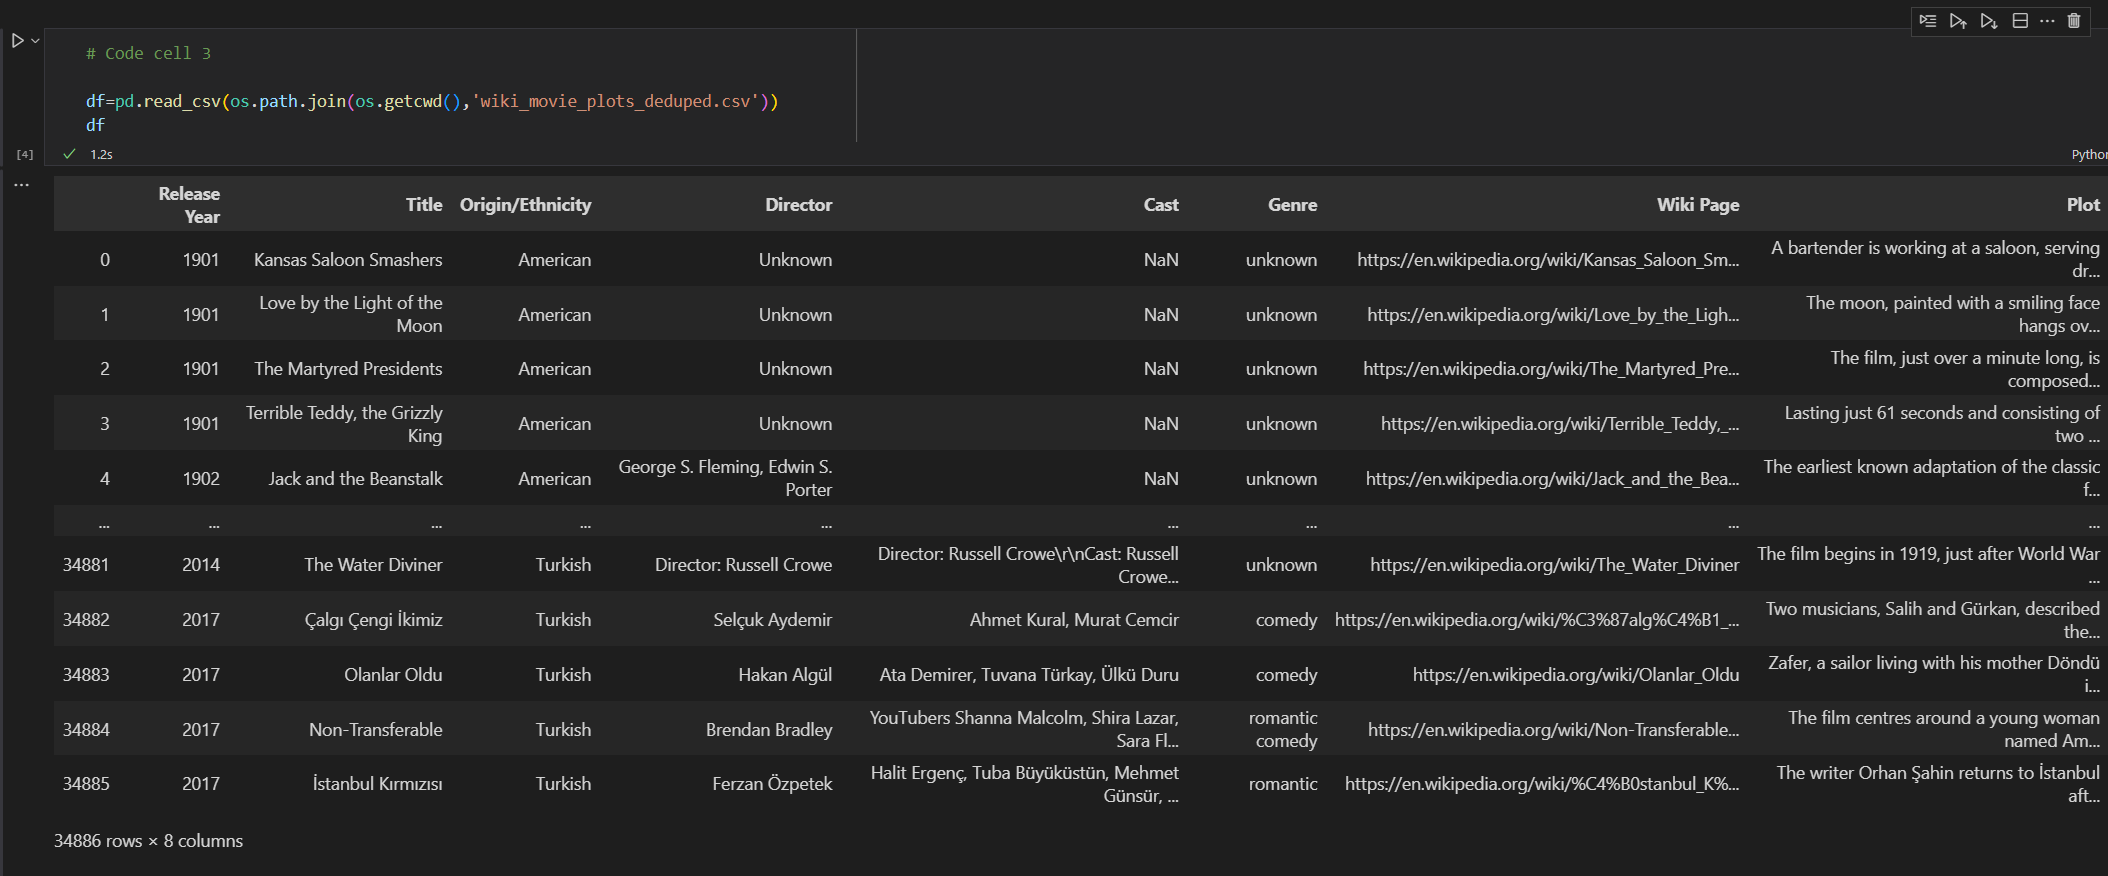 # Code cell 3
df=pd.read_csv(os.path.join(os.getcwd(),'wiki_movie_plots_deduped.csv'))
df
[4] 1.2s Python
...
Release Year Title Origin/Ethnicity Director Cast Genre Wiki Page Plot
0 1901 Kansas Saloon Smashers American Unknown NaN unknown https://en.wikipedia.org/wiki/Kansas_Saloon_Sm... A bartender is working at a saloon, serving dr...
1 1901 Love by the Light of the Moon American Unknown NaN unknown https://en.wikipedia.org/wiki/Love_by_the_Ligh... The moon, painted with a smiling face hangs ov...
2 1901 The Martyred Presidents American Unknown NaN unknown https://en.wikipedia.org/wiki/The_Martyred_Pre... The film, just over a minute long, is composed...
3 1901 Terrible Teddy, the Grizzly King American Unknown NaN unknown https://en.wikipedia.org/wiki/Terrible_Teddy,_... Lasting just 61 seconds and consisting of two ...
4 1902 Jack and the Beanstalk American George S. Fleming, Edwin S. Porter NaN unknown https://en.wikipedia.org/wiki/Jack_and_the_Bea... The earliest known adaptation of the classic f...
... ... ... ... ... ... ... ... ...
34881 2014 The Water Diviner Turkish Director: Russell Crowe Director: Russell Crowe\r\nCast: Russell Crowe... unknown https://en.wikipedia.org/wiki/The_Water_Diviner The film begins in 1919, just after World War ...
34882 2017 Çalgı Çengi İkimiz Turkish Selçuk Aydemir Ahmet Kural, Murat Cemcir comedy https://en.wikipedia.org/wiki/%C3%87alg%C4%B1_... Two musicians, Salih and Gürkan, described the...
34883 2017 Olanlar Oldu Turkish Hakan Algül Ata Demirer, Tuvana Türkay, Ülkü Duru comedy https://en.wikipedia.org/wiki/Olanlar_Oldu Zafer, a sailor living with his mother Döndü i...
34884 2017 Non-Transferable Turkish Brendan Bradley YouTubers Shanna Malcolm, Shira Lazar, Sara Fl... romantic comedy https://en.wikipedia.org/wiki/Non-Transferable... The film centres around a young woman named Am...
34885 2017 İstanbul Kırmızısı Turkish Ferzan Özpetek Halit Ergenç, Tuba Büyüküstün, Mehmet Günsür, ... romantic https://en.wikipedia.org/wiki/%C4%B0stanbul_K%... The writer Orhan Şahin returns to İstanbul aft...
34886 rows × 8 columns